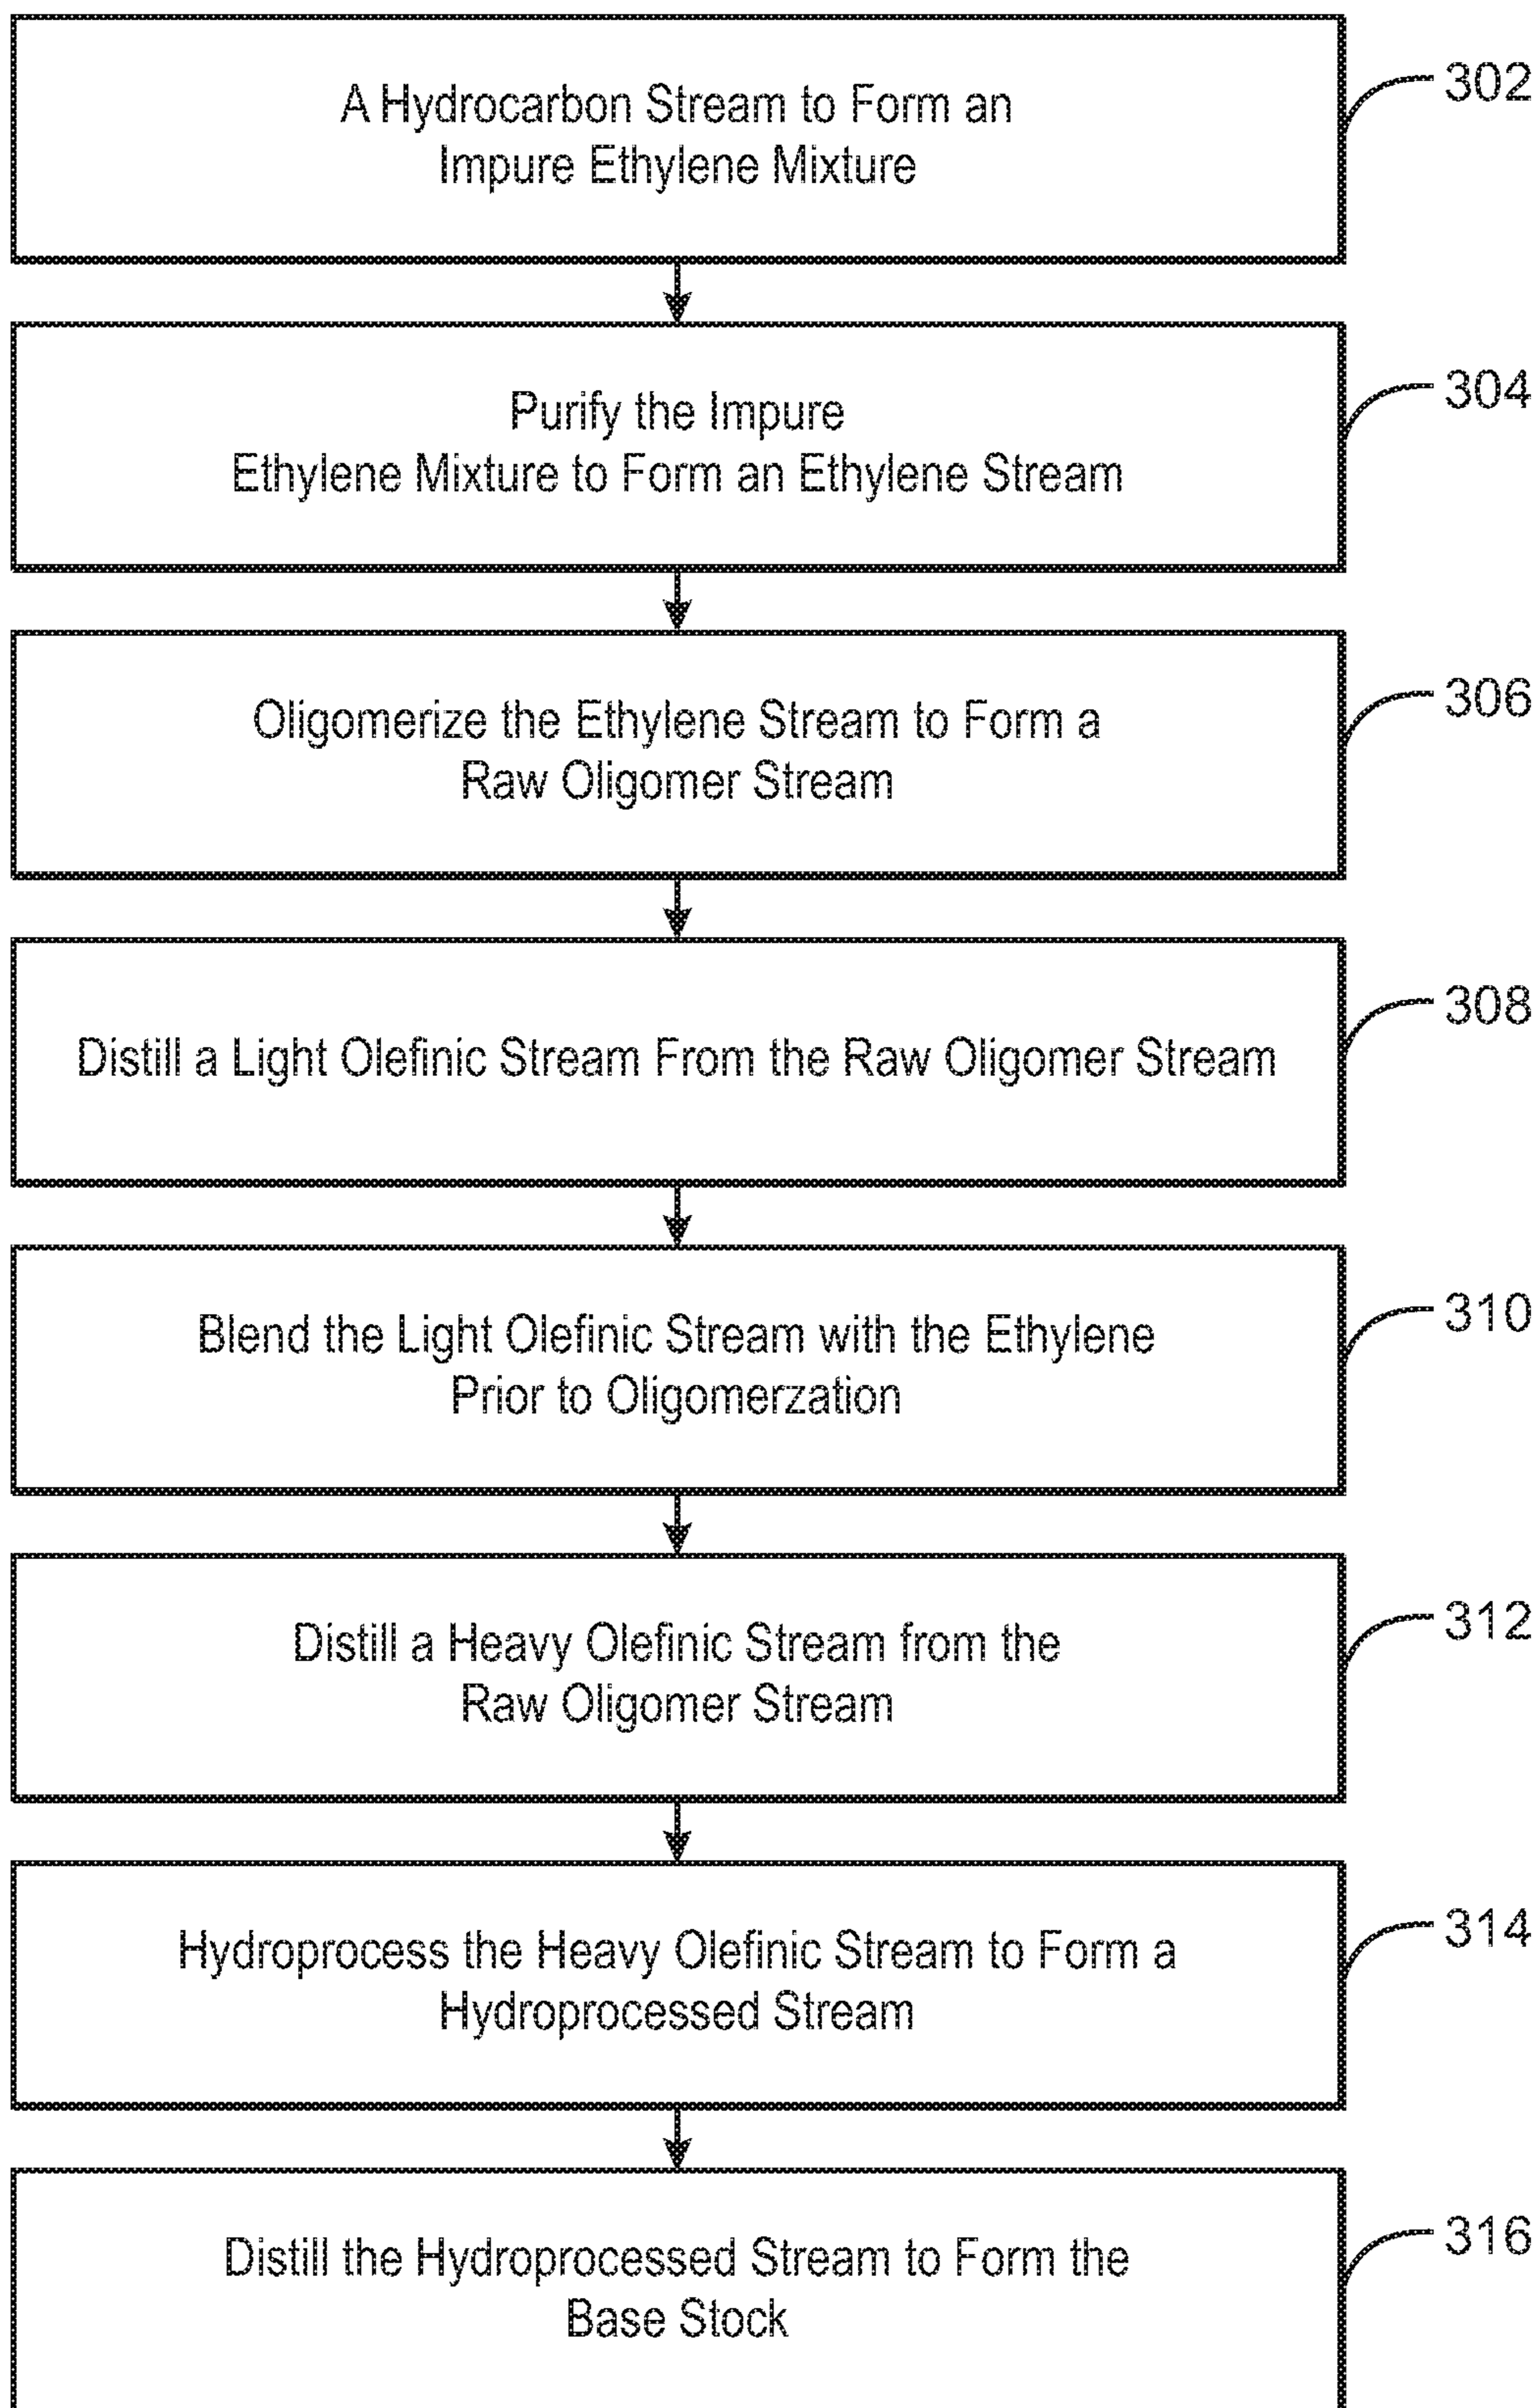 A Hydrocarbon Stream to Form an
Impure Ethylene Mixture
302
Purify the Impure
Ethylene Mixture to Form an Ethylene Stream
304
Oligomerize the Ethylene Stream to Form a
Raw Oligomer Stream
306
Distill a Light Olefinic Stream From the Raw Oligomer Stream
308
Blend the Light Olefinic Stream with the Ethylene
Prior to Oligomerzation
310
Distill a Heavy Olefinic Stream from the
Raw Oligomer Stream
312
Hydroprocess the Heavy Olefinic Stream to Form a
Hydroprocessed Stream
314
Distill the Hydroprocessed Stream to Form the
Base Stock
316